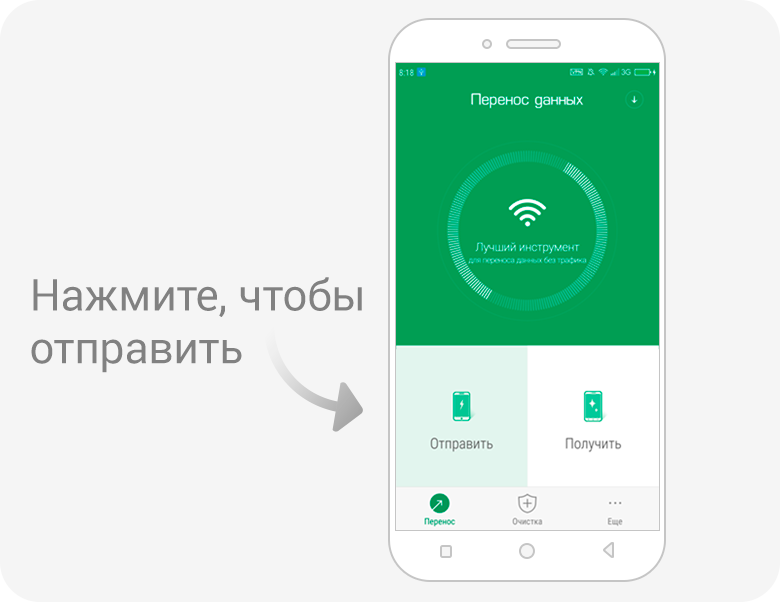 Нажмите, чтобы
отправить
8:18
3G
Перенос данных
Лучший инструмент
для переноса данных без трафика
Отправить
Получить
Перенос
Очистка
Еще